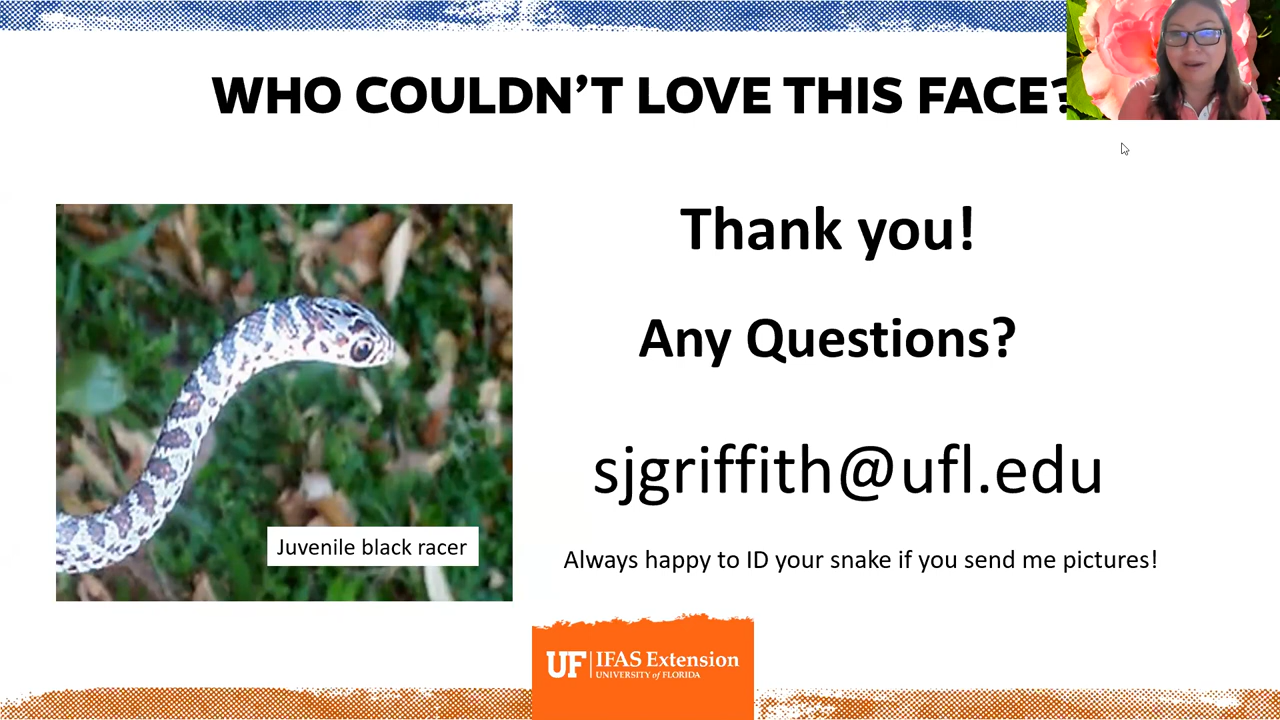 WHO COULDN’T LOVE THIS FACE?
Thank you!
Any Questions?
sjgriffith@ufl.edu
Juvenile black racer
Always happy to ID your snake if you send me pictures!
UF IFAS Extension
UNIVERSITY of FLORIDA